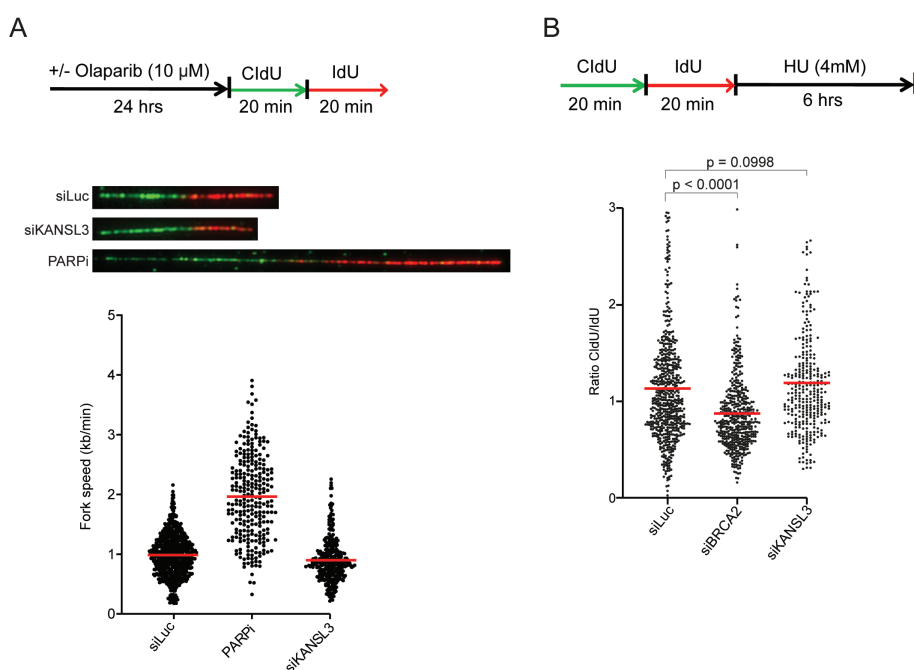 A
+/- Olaparib (10 µM)
CldU
IdU
24 hrs
20 min
20 min
siLuc
siKANSL3
PARPi
Fork speed (kb/min)
5
4
3
2
1
0
siLuc
PARPi
siKANSL3
B
CldU
IdU
HU (4mM)
20 min
20 min
6 hrs
p = 0.0998
p < 0.0001
Ratio CldU/IdU
3
2
1
0
siLuc
siBRCA2
siKANSL3